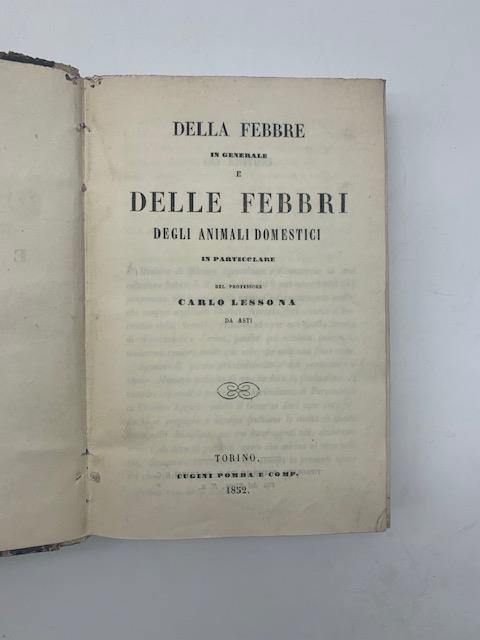 DELLA FEBBRE
IN GENERALE
E
DELLE FEBBRI
DEGLI ANIMALI DOMESTICI
IN PARTICOLARE
DEL PROFESSORE
CARLO LESSONA
DA ASTI
TORINO,
CUGINI POMBA E COMP.
1852.